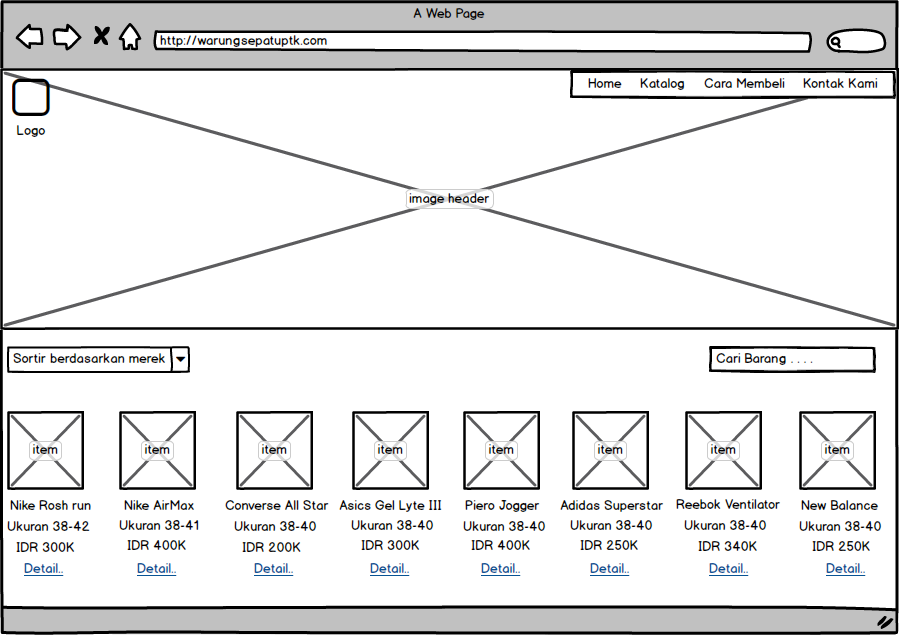 A Web Page
http://warungsepatuptk.com
Home Katalog Cara Membeli Kontak Kami
Logo
image header
Sortir berdasarkan merek
Cari Barang . . . .
item item item item item item item item
Nike Rosh run Nike AirMax Converse All Star Asics Gel Lyte III Piero Jogger Adidas Superstar Reebok Ventilator New Balance
Ukuran 38-42 Ukuran 38-41 Ukuran 38-40 Ukuran 38-40 Ukuran 38-40 Ukuran 38-40 Ukuran 38-40 Ukuran 38-40
IDR 300K IDR 400K IDR 200K IDR 300K IDR 400K IDR 250K IDR 340K IDR 250K
Detail.. Detail.. Detail.. Detail.. Detail.. Detail.. Detail.. Detail..